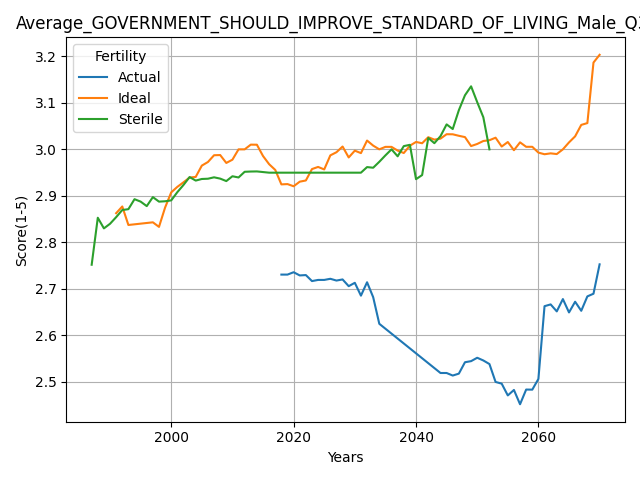 Average_GOVERNMENT_SHOULD_IMPROVE_STANDARD_OF_LIVING_Male_Q
Fertility
Actual
Ideal
Sterile
3.2
3.1
3.0
2.9
2.8
2.7
2.6
2.5
Score(1-5)
2000
2020
2040
2060
Years